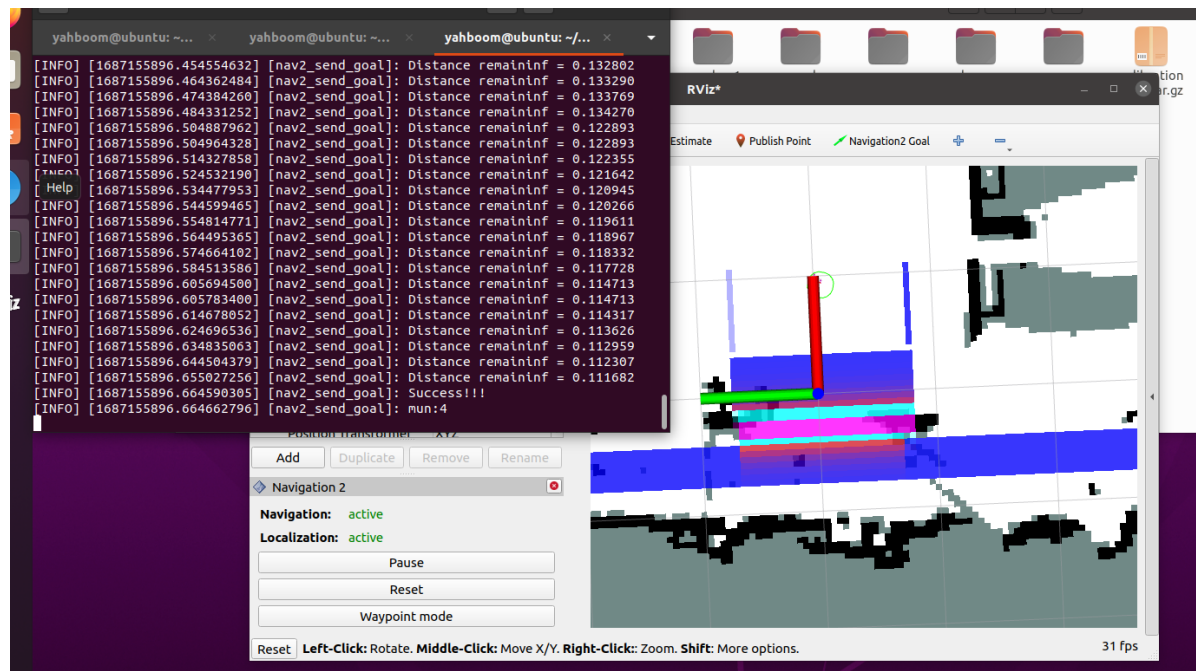 yahboom@ubuntu: ~... × yahboom@ubuntu: ~... × yahboom@ubuntu: ~/... ×
[INFO] [1687155896.454554632] [nav2_send_goal]: Distance remaininf = 0.132802
[INFO] [1687155896.464362484] [nav2_send_goal]: Distance remaininf = 0.133290
[INFO] [1687155896.474384260] [nav2_send_goal]: Distance remaininf = 0.133769
[INFO] [1687155896.484331252] [nav2_send_goal]: Distance remaininf = 0.134270
[INFO] [1687155896.504887962] [nav2_send_goal]: Distance remaininf = 0.122893
[INFO] [1687155896.504964328] [nav2_send_goal]: Distance remaininf = 0.122893
[INFO] [1687155896.514327858] [nav2_send_goal]: Distance remaininf = 0.122355
[INFO] [1687155896.524532190] [nav2_send_goal]: Distance remaininf = 0.121642
Help
[ [1687155896.534477953] [nav2_send_goal]: Distance remaininf = 0.120945
[INFO] [1687155896.544599465] [nav2_send_goal]: Distance remaininf = 0.120266
[INFO] [1687155896.554814771] [nav2_send_goal]: Distance remaininf = 0.119611
[INFO] [1687155896.564495365] [nav2_send_goal]: Distance remaininf = 0.118967
[INFO] [1687155896.574664102] [nav2_send_goal]: Distance remaininf = 0.118332
[INFO] [1687155896.584513586] [nav2_send_goal]: Distance remaininf = 0.117728
[INFO] [1687155896.605694500] [nav2_send_goal]: Distance remaininf = 0.114713
[INFO] [1687155896.605783400] [nav2_send_goal]: Distance remaininf = 0.114713
[INFO] [1687155896.614678052] [nav2_send_goal]: Distance remaininf = 0.114317
[INFO] [1687155896.624696536] [nav2_send_goal]: Distance remaininf = 0.113626
[INFO] [1687155896.634835063] [nav2_send_goal]: Distance remaininf = 0.112959
[INFO] [1687155896.644504379] [nav2_send_goal]: Distance remaininf = 0.112307
[INFO] [1687155896.655027256] [nav2_send_goal]: Distance remaininf = 0.111682
[INFO] [1687155896.664590305] [nav2_send_goal]: Success!!!
[INFO] [1687155896.664662796] [nav2_send_goal]: mun:4
tion
ar.gz
RViz*
Estimate Publish Point Navigation2 Goal
Position Transformer XYZ
Add Duplicate Remove Rename
Navigation 2
Navigation: active
Localization: active
Pause
Reset
Waypoint mode
Reset Left-Click: Rotate. Middle-Click: Move X/Y. Right-Click:: Zoom. Shift: More options. 31 fps